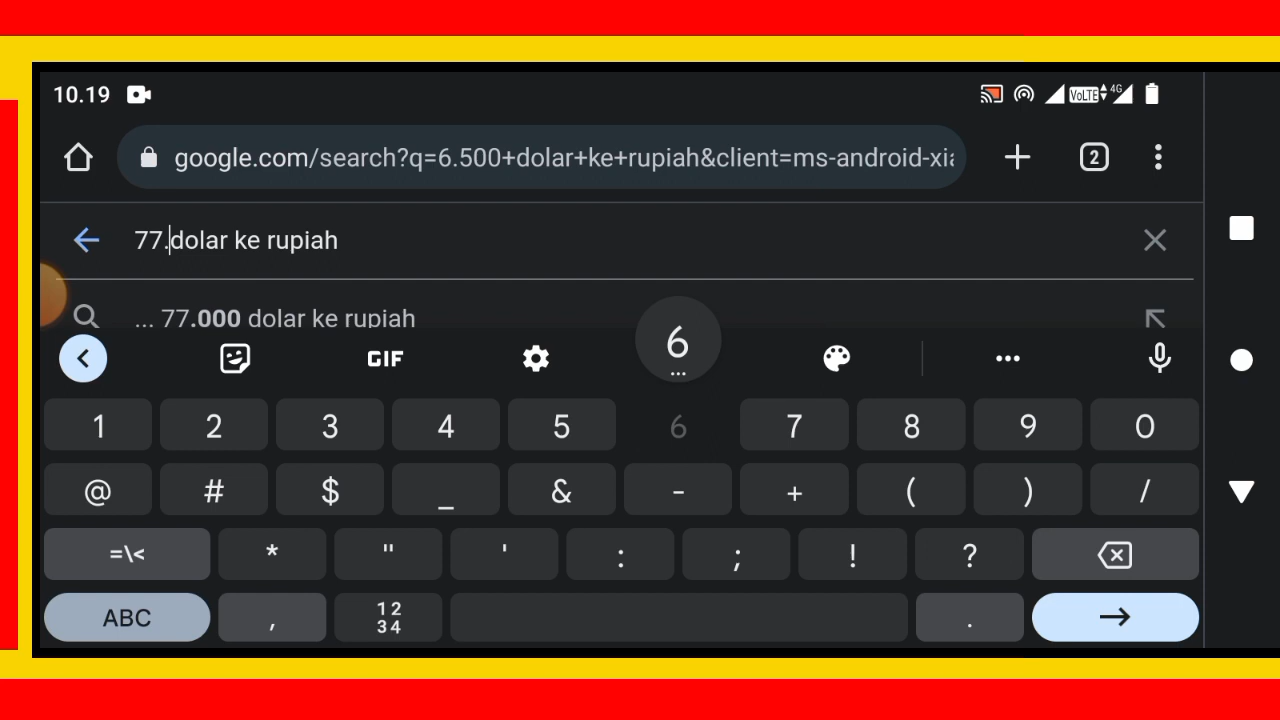 10.19 VoLTE 4G
google.com/search?q=6.500+dolar+ke+rupiah&client=ms-android-xia 2
77.dolar ke rupiah
... 77.000 dolar ke rupiah
GIF 6 ...
1 2 3 4 5 6 7 8 9 0
@ # $ _ & - + ( ) /
=\< * " ' : ; ! ?
ABC , 12 .
34